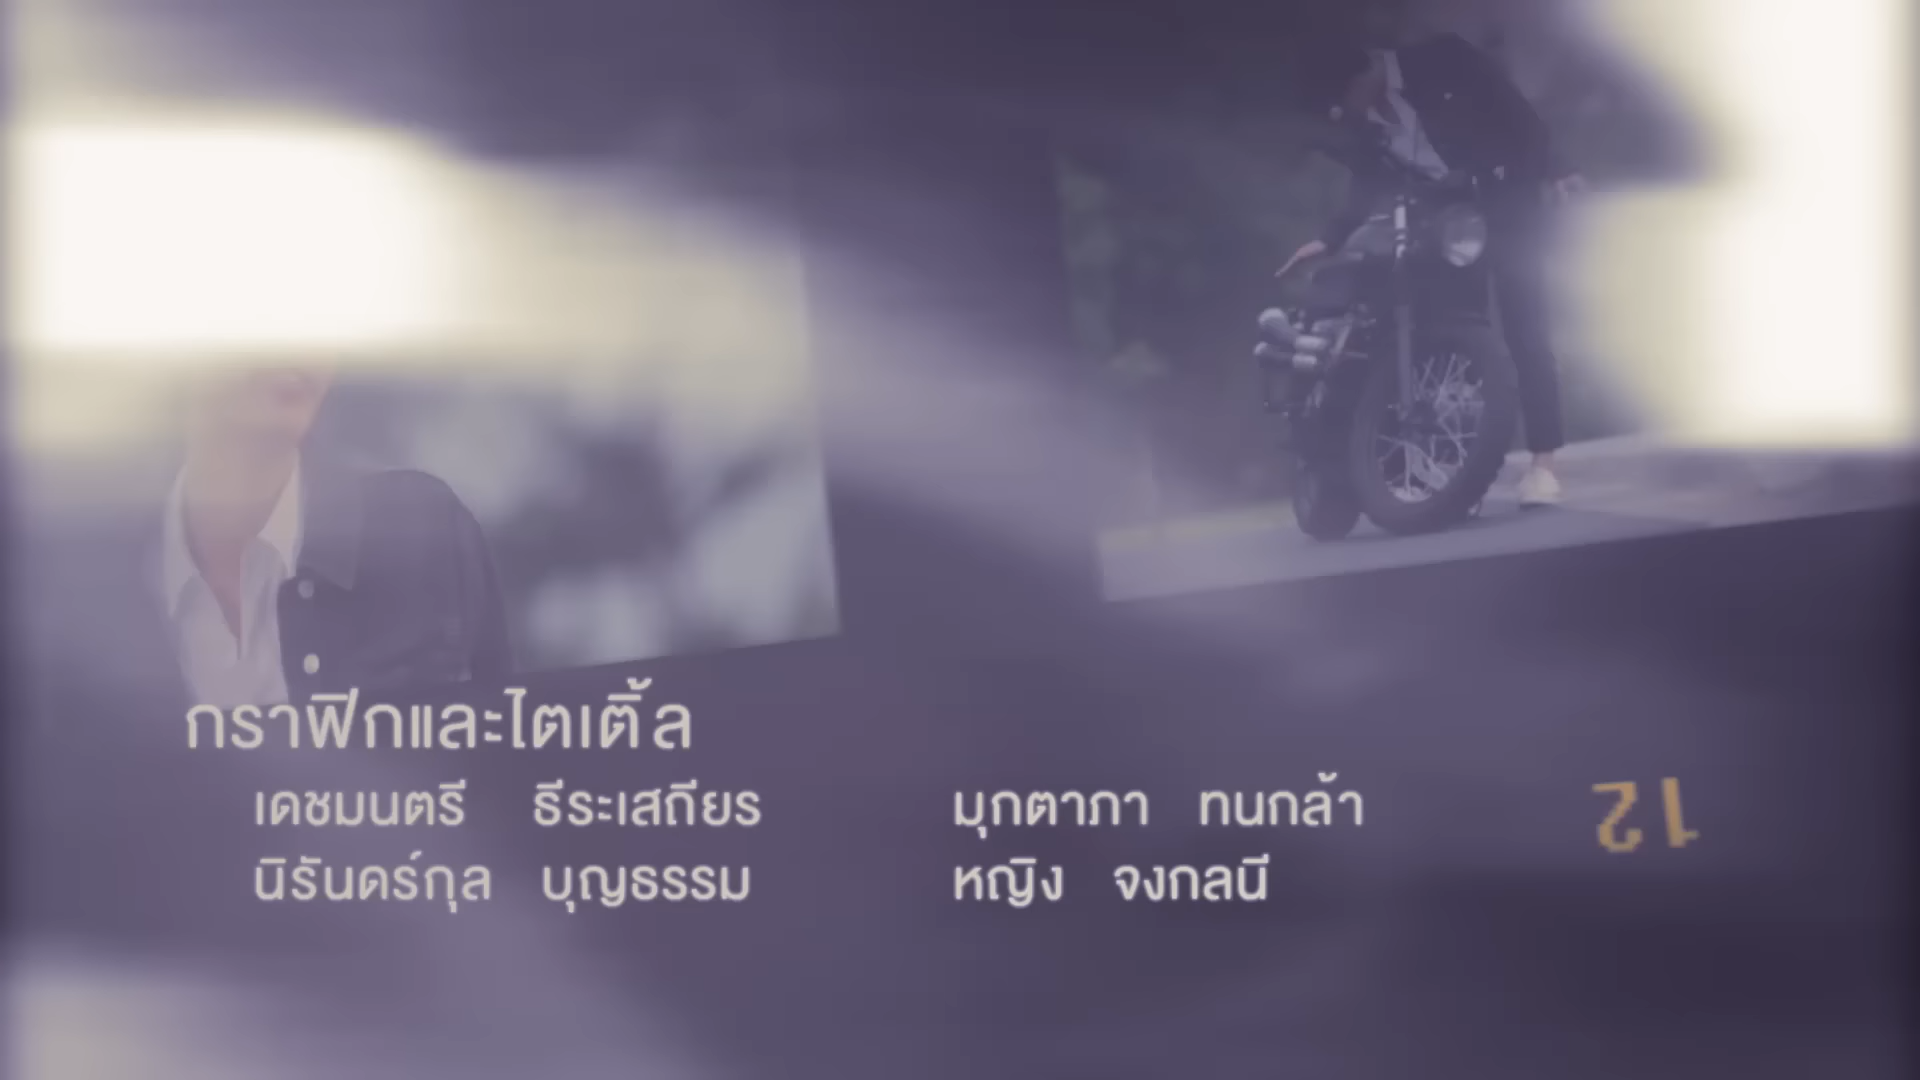 กราฟิกและไตเติ้ล
เดชมนตรี ธีระเสถียร มุกตาภา ทนกล้า
นิรันดร์กุล บุญธรรม หญิง จงกลนี
12